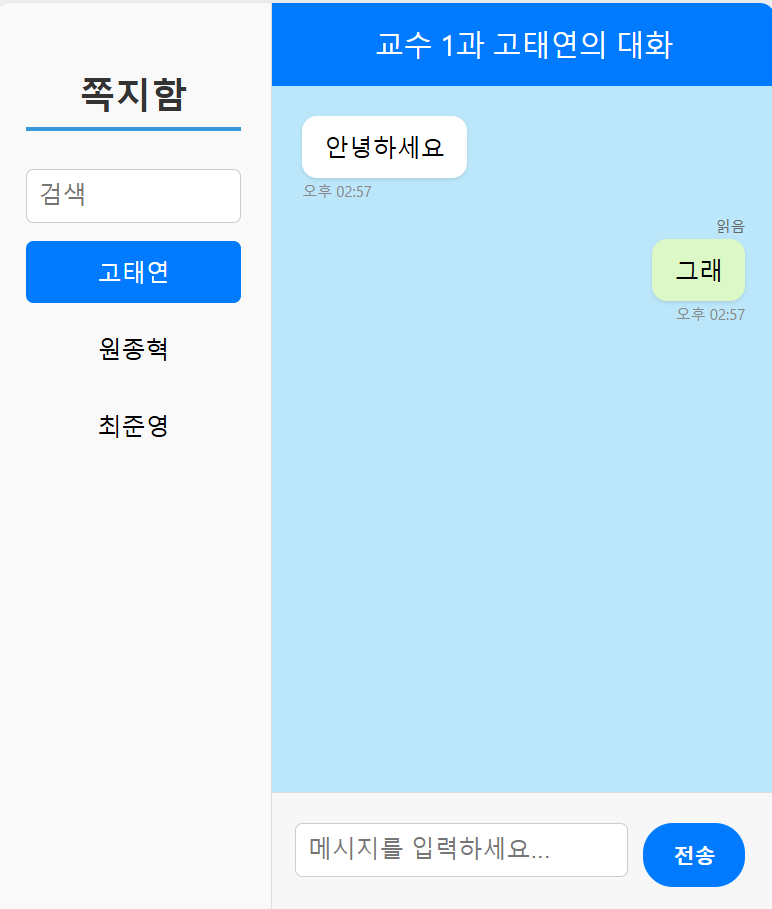 쪽지함
검색
고태연
원종혁
최준영
교수 1과 고태연의 대화
안녕하세요
오후 02:57
읽음
그래
오후 02:57
메시지를 입력하세요...
전송